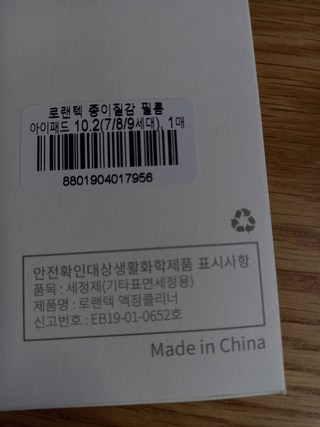 로랜텍 종이질감 필름
아이패드 10.2(7/8/9세대), 1매
8801904017956
안전확인대상생활화학제품 표시사항
품목 : 세정제(기타표면세정용)
제품명 : 로랜텍 액정클리너
신고번호 : EB19-01-0652호
Made in China